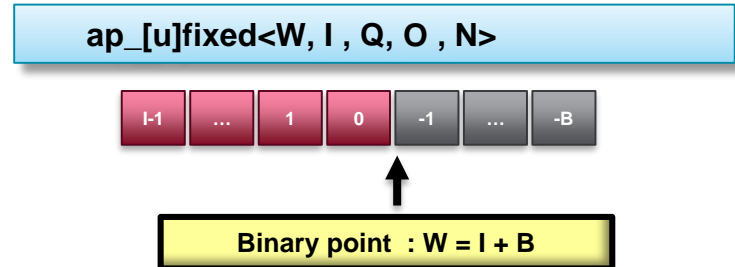 ap_[u]fixed<W, I , Q, O , N>
I-1 ... 1 0 -1 ... -B
Binary point : W = I + B